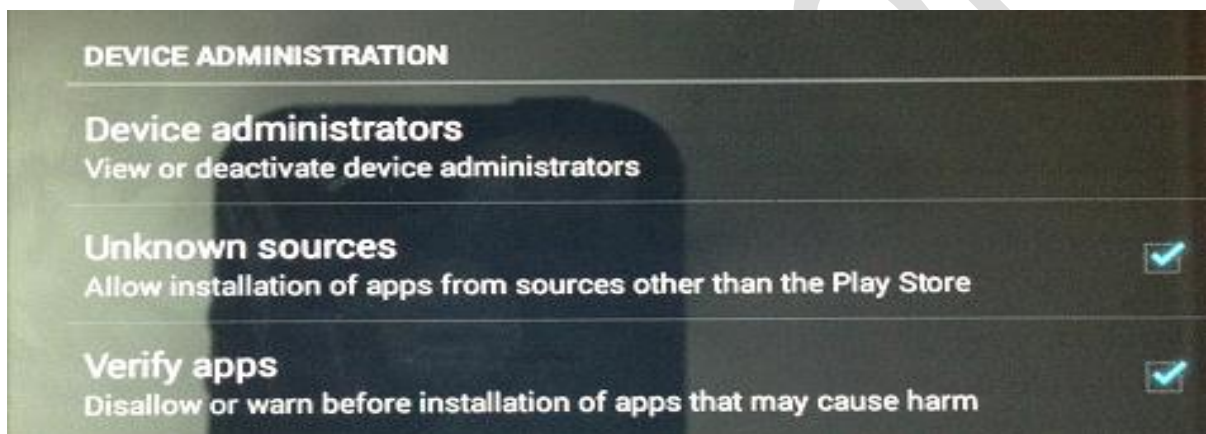 DEVICE ADMINISTRATION
Device administrators
View or deactivate device administrators
Unknown sources
Allow installation of apps from sources other than the Play Store
Verify apps
Disallow or warn before installation of apps that may cause harm